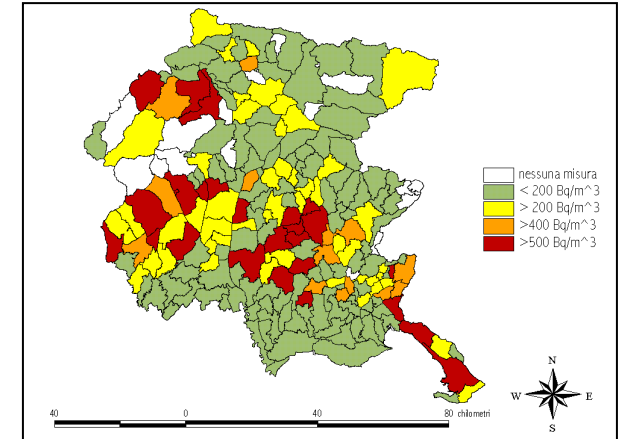 nessuna misura
< 200 Bq/m^3
> 200 Bq/m^3
>400 Bq/m^3
>500 Bq/m^3
N
W E
S
40 0 40 80 chilometri